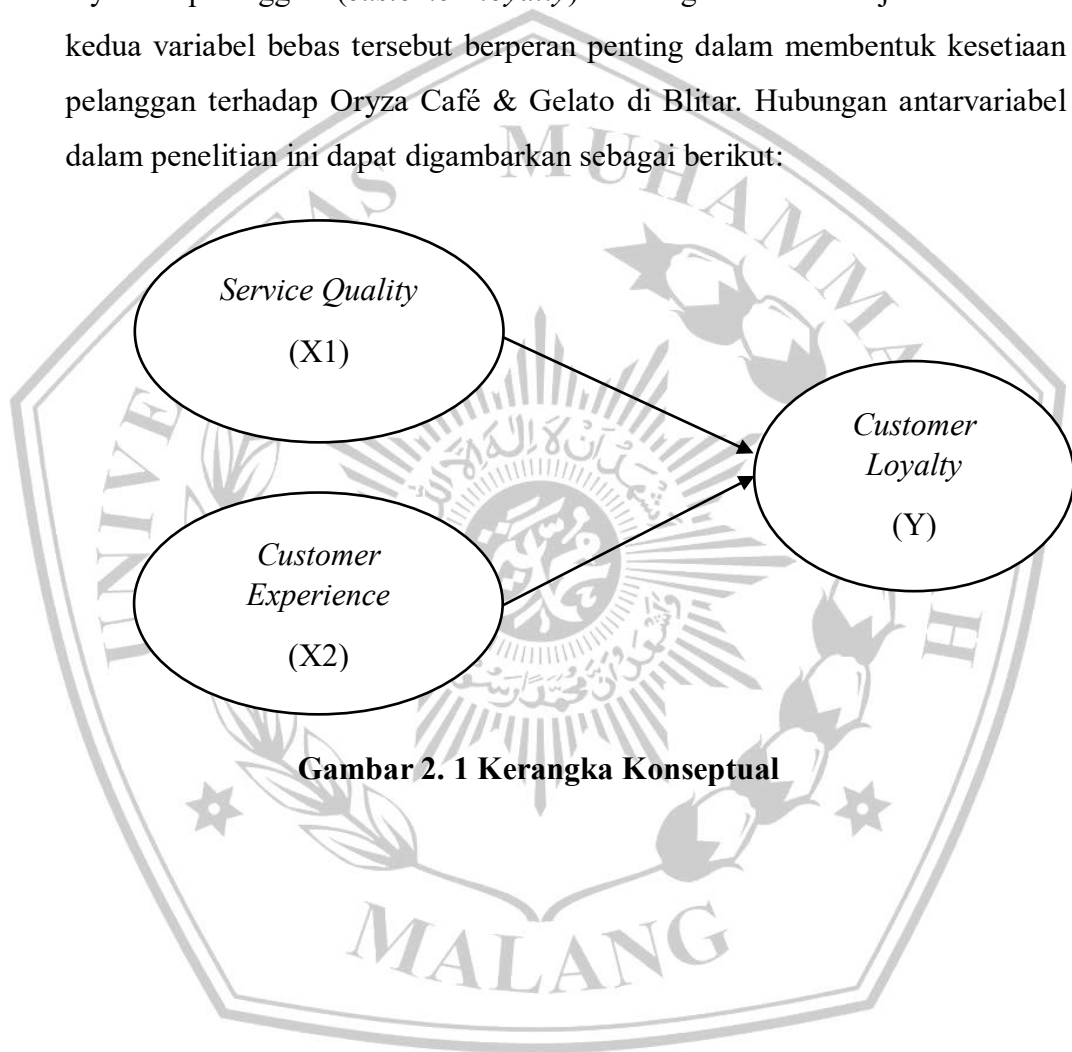 kedua variabel bebas tersebut berperan penting dalam membentuk kesetiaan
pelanggan terhadap Oryza Café & Gelato di Blitar. Hubungan antarvariabel
dalam penelitian ini dapat digambarkan sebagai berikut:
Service Quality
(X1)
Customer
Experience
(X2)
Customer
Loyalty
(Y)
Gambar 2. 1 Kerangka Konseptual
MUHAMMA
H
MALANG